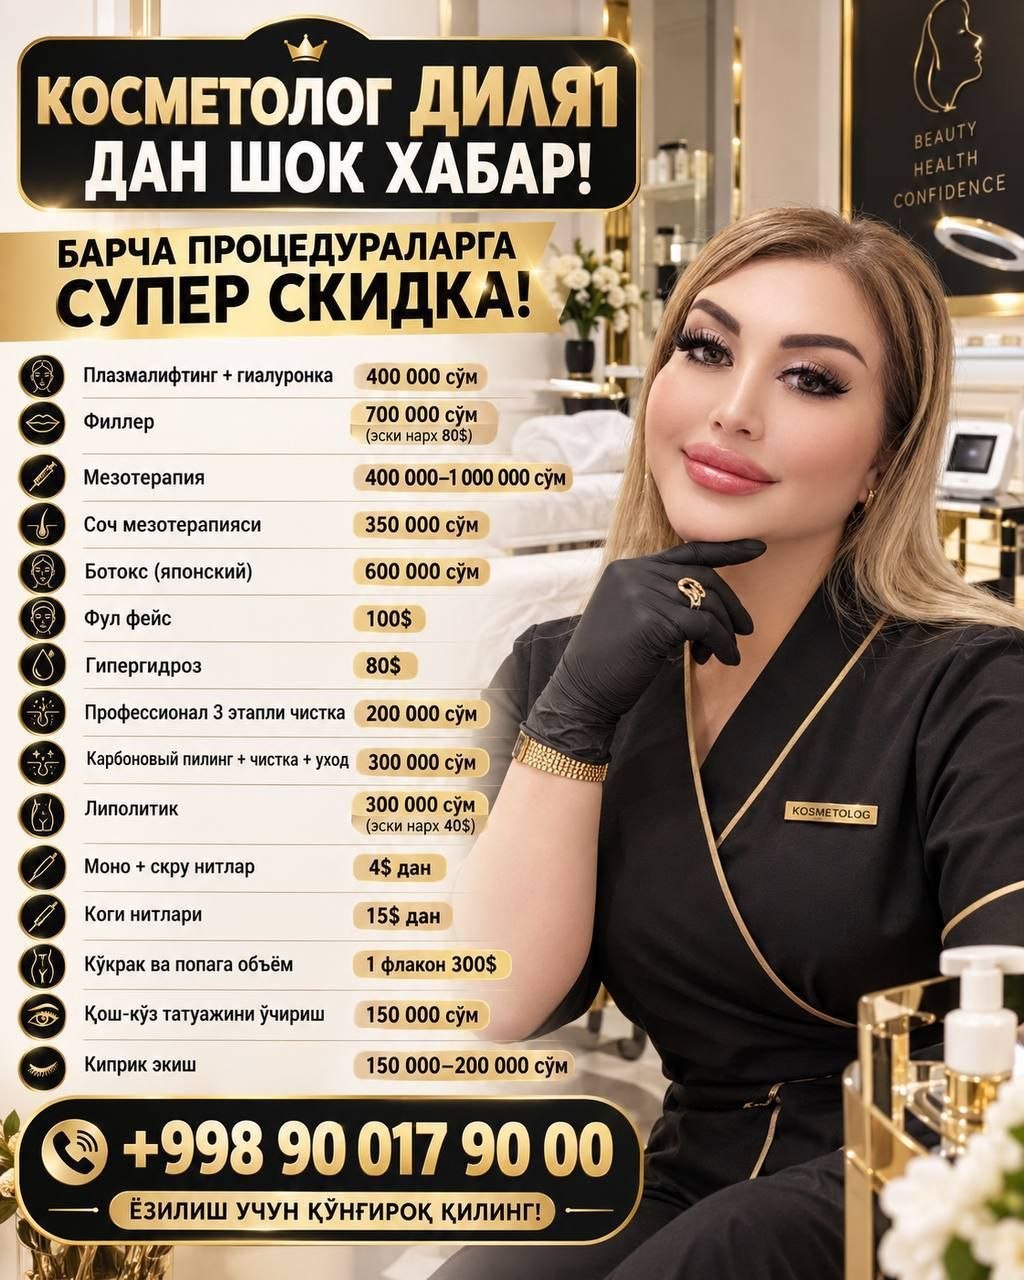 КОСМЕТОЛОГ ДИЛЯ1
ДАН ШОК ХАБАР!
БАРЧА ПРОЦЕДУРАЛАРГА
СУПЕР СКИДКА!
Плазмалифтинг + гиалуронка 400 000 сўм
Филлер 700 000 сўм
(эски нарх 80$)
Мезотерапия 400 000–1 000 000 сўм
Соч мезотерапияси 350 000 сўм
Ботокс (японский) 600 000 сўм
Фул фейс 100$
Гипергидроз 80$
Профессионал 3 этапли чистка 200 000 сўм
Карбоновый пилинг + чистка + уход 300 000 сўм
Липолитик 300 000 сўм
(эски нарх 40$)
Моно + скру нитлар 4$ дан
Коги нитлари 15$ дан
Кўкрак ва попага объём 1 флакон 300$
Қош-кўз татуажини ўчириш 150 000 сўм
Киприк экиш 150 000–200 000 сўм
+998 90 017 90 00
ЁЗИЛИШ УЧУН ҚЎНҒИРОҚ ҚИЛИНГ!
BEAUTY
HEALTH
CONFIDENCE
KOSMETOLOG